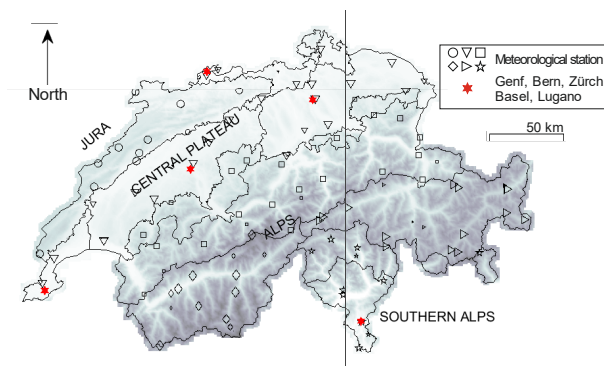 North
JURA
CENTRAL PLATEAU
ALPS
SOUTHERN ALPS
Meteorological station
Genf, Bern, Zürch
Basel, Lugano
50 km